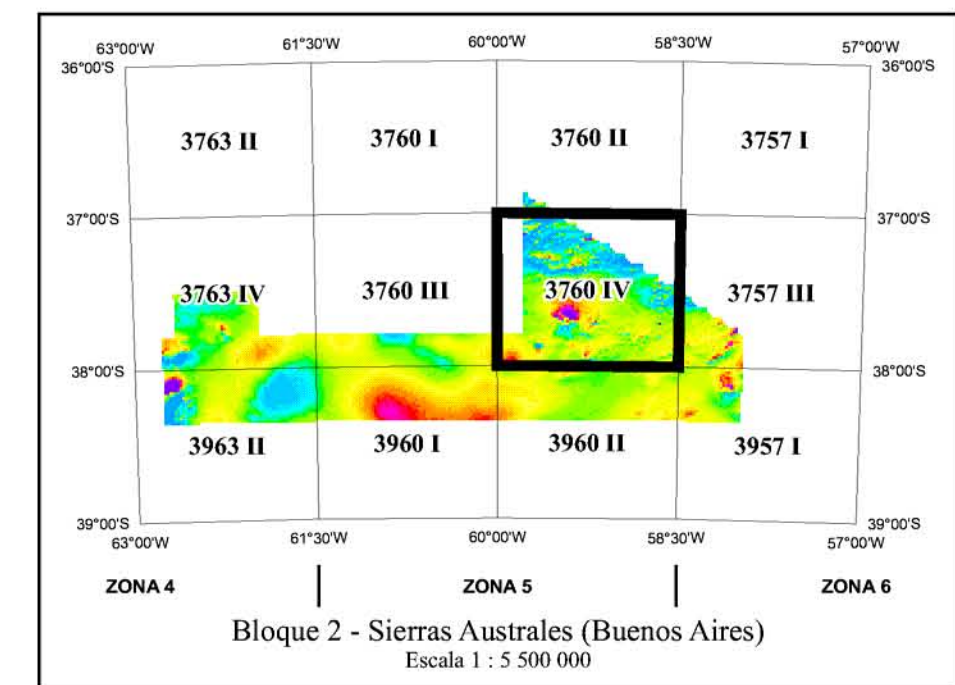 63°00'W 61°30'W 60°00'W 58°30'W 57°00'W
36°00'S 36°00'S
3763 II 3760 I 3760 II 3757 I
37°00'S 37°00'S
3763 IV 3760 III 3760 IV 3757 III
38°00'S 38°00'S
3963 II 3960 I 3960 II 3957 I
39°00'S 39°00'S
63°00'W 61°30'W 60°00'W 58°30'W 57°00'W
ZONA 4 ZONA 5 ZONA 6
Bloque 2 - Sierras Australes (Buenos Aires)
Escala 1 : 5 500 000